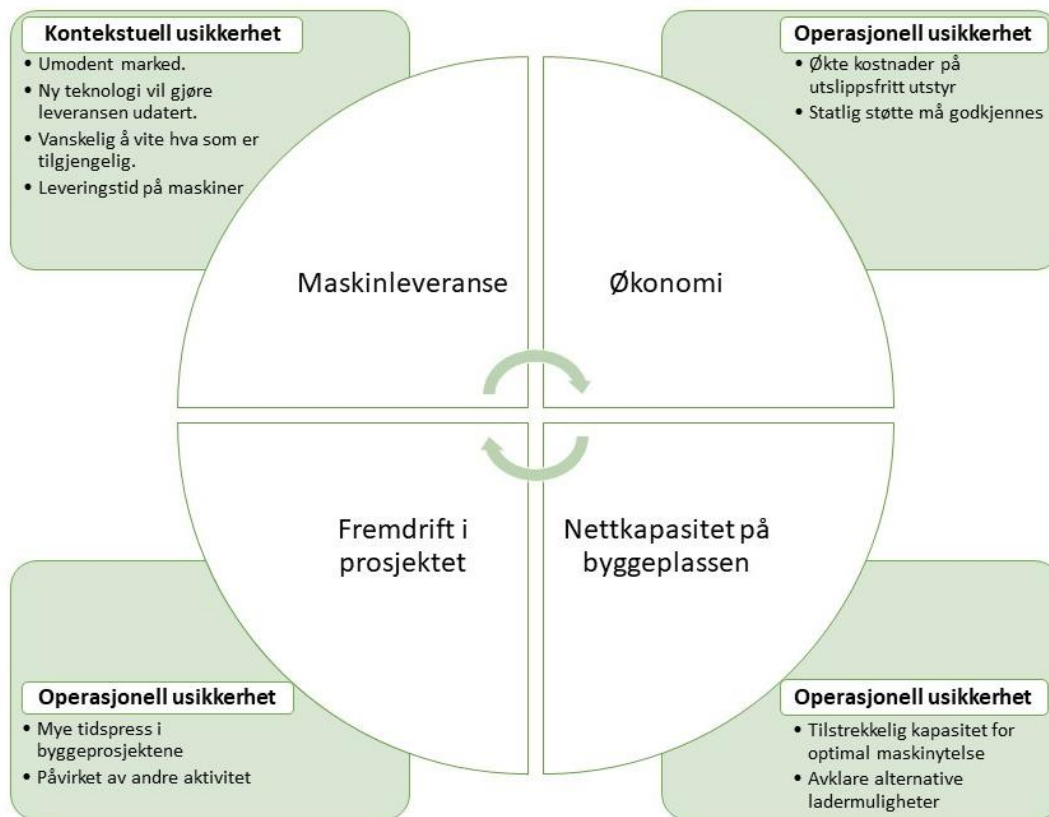 Kontekstuell usikkerhet
• Umodent marked.
• Ny teknologi vil gjøre
leveransen udatert.
• Vanskelig å vite hva som er
tilgjengelig.
• Leveringstid på maskiner
Operasjonell usikkerhet
• Økte kostnader på
utslippsfritt utstyr
• Statlig støtte må godkjennes
Maskinleveranse
Økonomi
Fremdrift i
prosjektet
Nettkapasitet på
byggeplassen
Operasjonell usikkerhet
• Mye tidspress i
byggeprosjektene
• Påvirket av andre aktivitet
Operasjonell usikkerhet
• Tilstrekkelig kapasitet for
optimal maskinytelse
• Avklare alternative
ladermuligheter